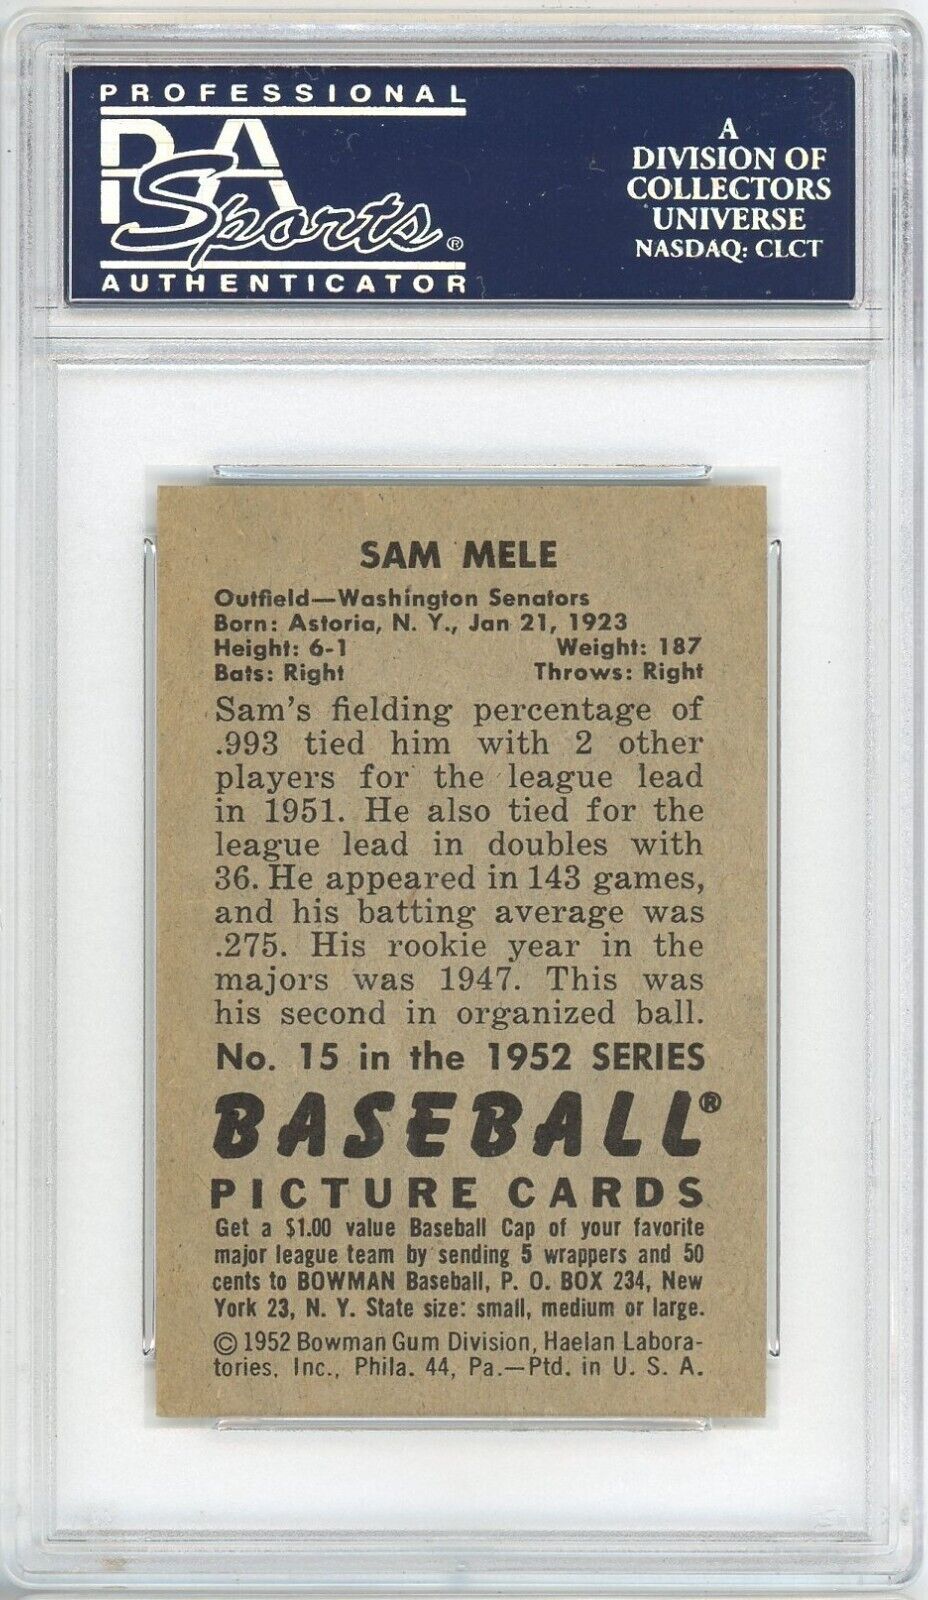 PROFESSIONAL
PSA
Sports®
AUTHENTICATOR
A
DIVISION OF
COLLECTORS
UNIVERSE
NASDAQ: CLCT
SAM MELE
Outfield—Washington Senators
Born: Astoria, N. Y., Jan 21, 1923
Height: 6-1 Weight: 187
Bats: Right Throws: Right
Sam's fielding percentage of
.993 tied him with 2 other
players for the league lead
in 1951. He also tied for the
league lead in doubles with
36. He appeared in 143 games,
and his batting average was
.275. His rookie year in the
majors was 1947. This was
his second in organized ball.
No. 15 in the 1952 SERIES
BASEBALL®
PICTURE CARDS
Get a $1.00 value Baseball Cap of your favorite
major league team by sending 5 wrappers and 50
cents to BOWMAN Baseball, P. O. BOX 234, New
York 23, N. Y. State size: small, medium or large.
© 1952 Bowman Gum Division, Haelan Labora-
tories, Inc., Phila. 44, Pa.—Ptd. in U. S. A.